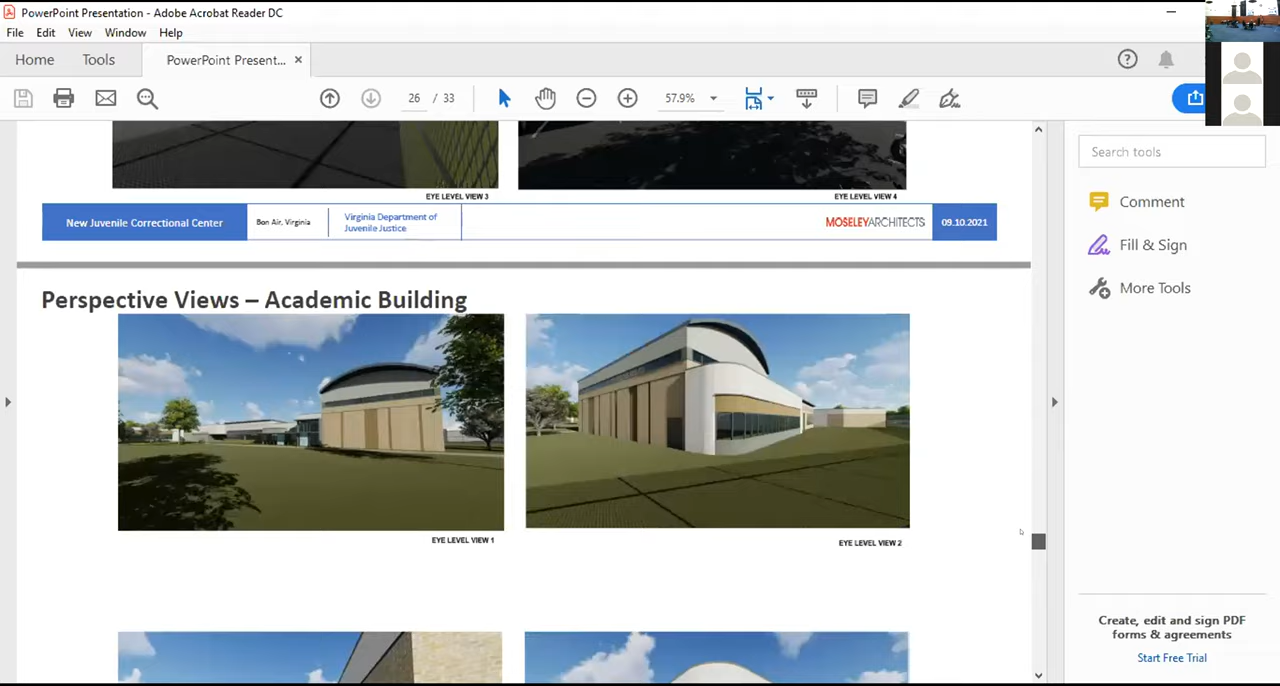 PowerPoint Presentation - Adobe Acrobat Reader DC
File Edit View Window Help
Home Tools PowerPoint Present... ×
26 / 33 57.9%
Search tools
Comment
Fill & Sign
More Tools
EYE LEVEL VIEW 3 EYE LEVEL VIEW 4
New Juvenile Correctional Center Bon Air, Virginia Virginia Department of
Juvenile Justice MOSELEYARCHITECTS 09.10.2021
Perspective Views – Academic Building
EYE LEVEL VIEW 1 EYE LEVEL VIEW 2
Create, edit and sign PDF
forms & agreements
Start Free Trial